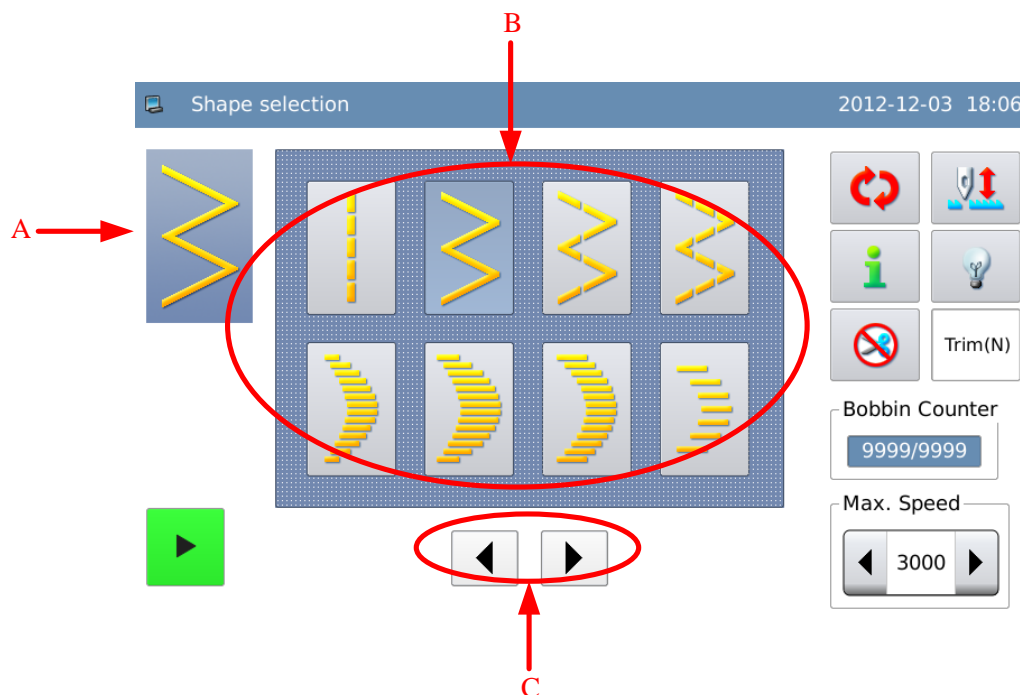 B
Shape selection 2012-12-03 18:06
A
Trim(N)
Bobbin Counter
9999/9999
Max. Speed
3000
C